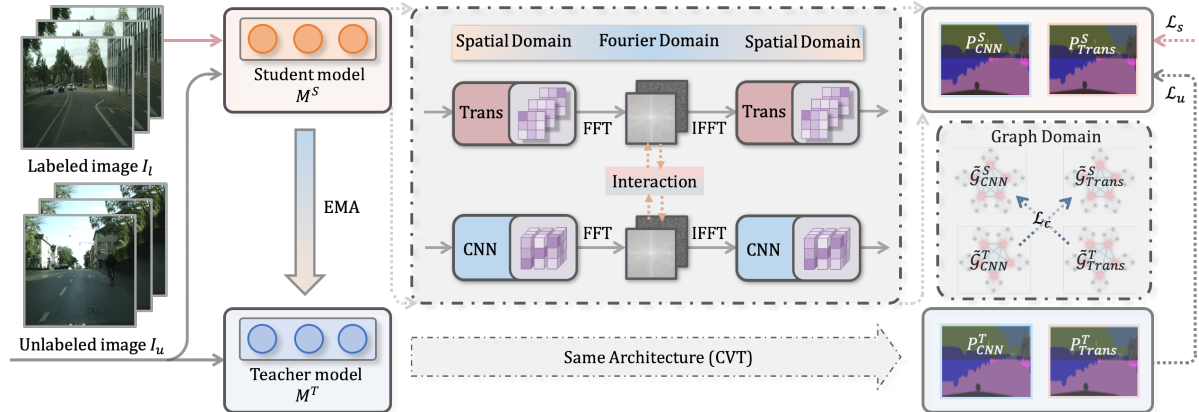 Labeled image I_l
Unlabeled image I_u
Student model
M^S
EMA
Teacher model
M^T
Spatial Domain Fourier Domain Spatial Domain
Trans FFT IFFT Trans
Interaction
CNN FFT IFFT CNN
Same Architecture (CVT)
P^S_CNN P^S_Trans
ℒ_s
ℒ_u
Graph Domain
𝒢̃^S_CNN 𝒢̃^S_Trans
ℒ_c
𝒢̃^T_CNN 𝒢̃^T_Trans
P^T_CNN P^T_Trans